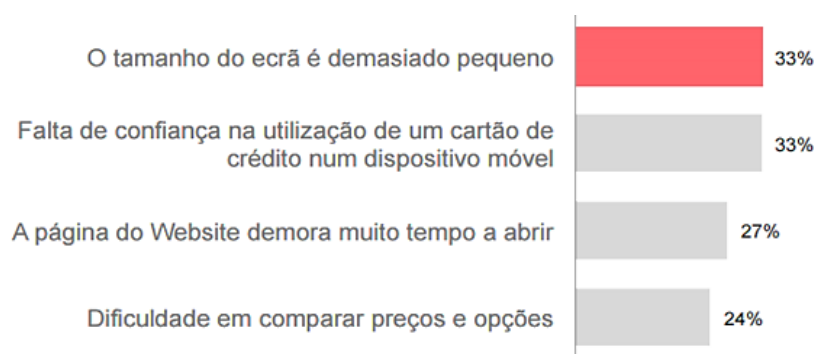 O tamanho do ecrã é demasiado pequeno
33%
Falta de confiança na utilização de um cartão de
crédito num dispositivo móvel
33%
A página do Website demora muito tempo a abrir
27%
Dificuldade em comparar preços e opções
24%